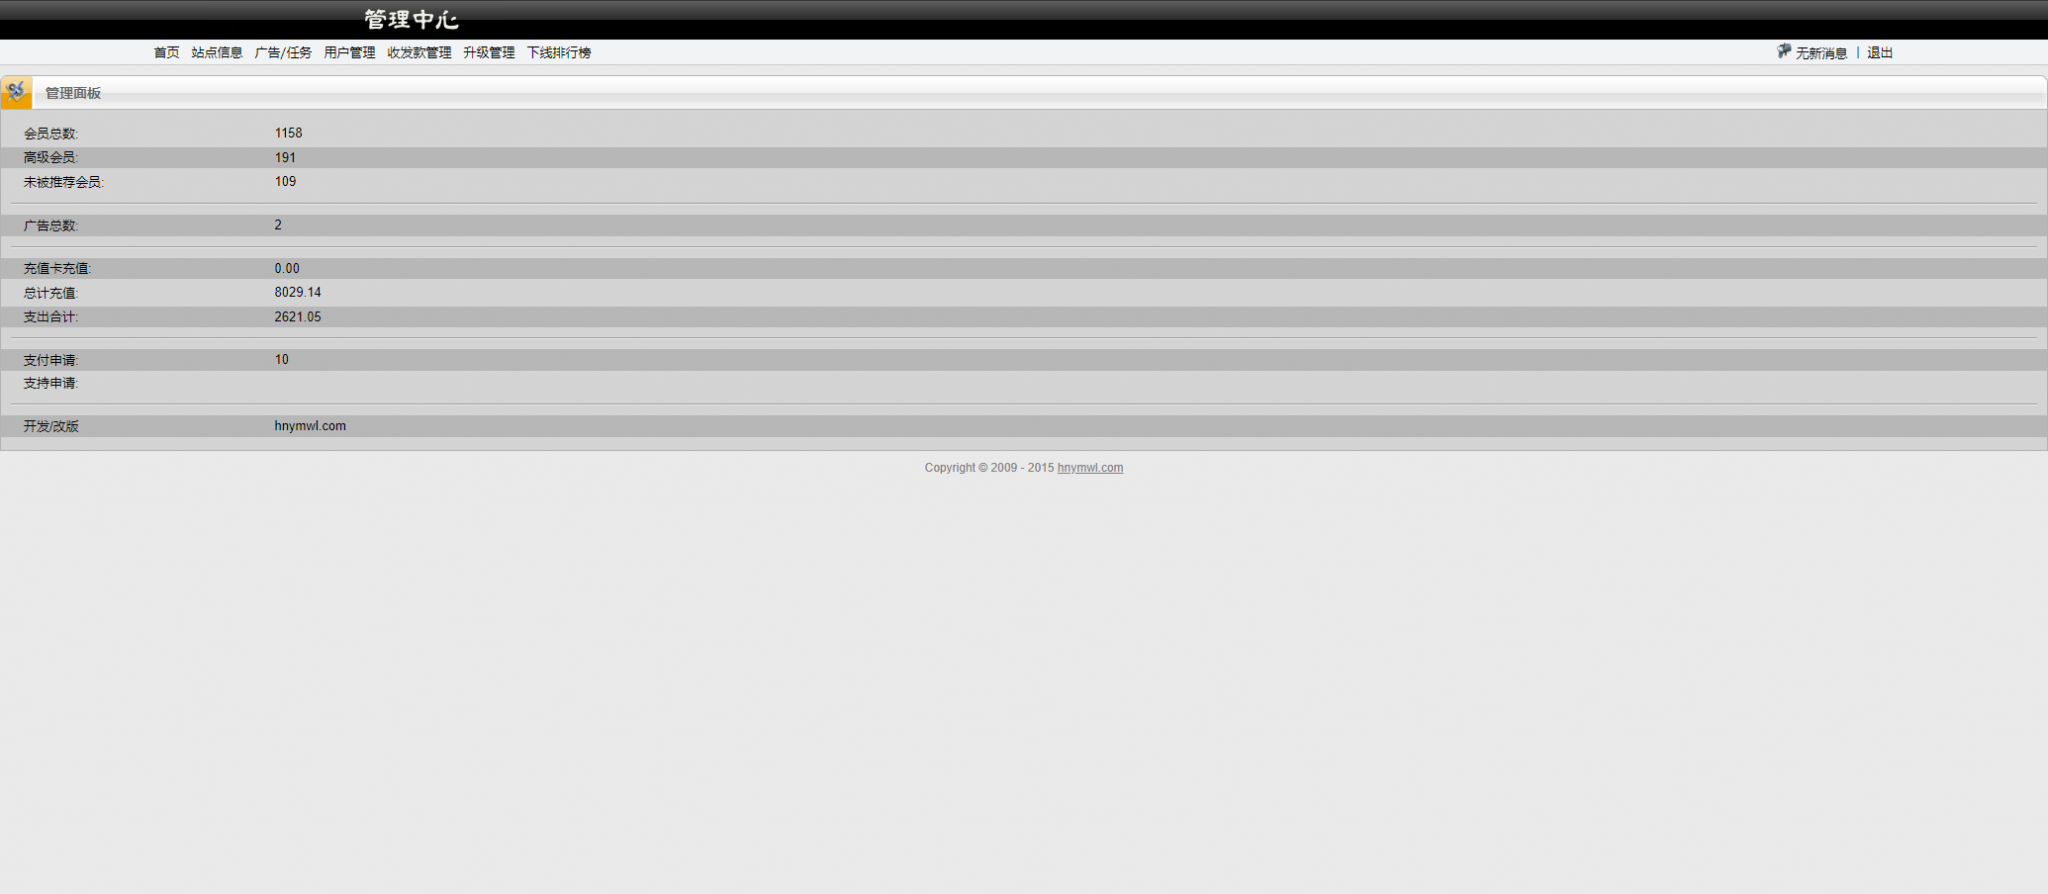 管理中心
首页 站点信息 广告/任务 用户管理 收发款管理 升级管理 下线排行榜 无新消息 | 退出
管理面板
会员总数: 1158
高级会员: 191
未被推荐会员: 109
广告总数: 2
充值卡充值: 0.00
总计充值: 8029.14
支出合计: 2621.05
支付申请: 10
支持申请:
开发/改版 hnymwl.com
Copyright © 2009 - 2015 hnymwl.com